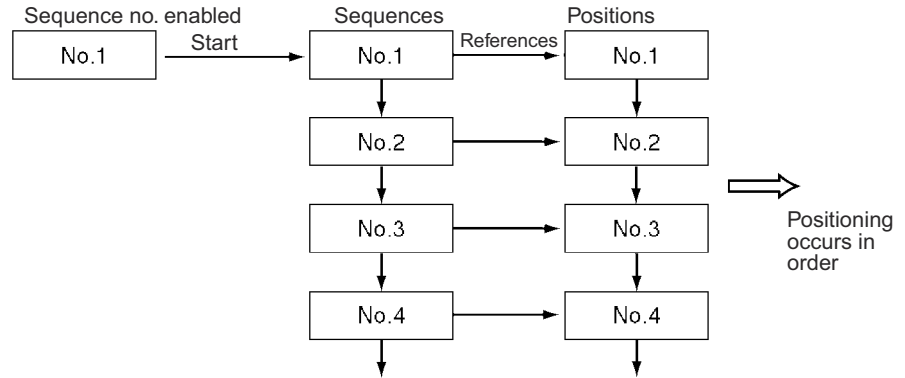 Sequence no. enabled
Sequences
Positions
No.1
Start
No.1
References
No.1
No.2
No.2
No.3
No.3
No.4
No.4
Positioning
occurs in
order